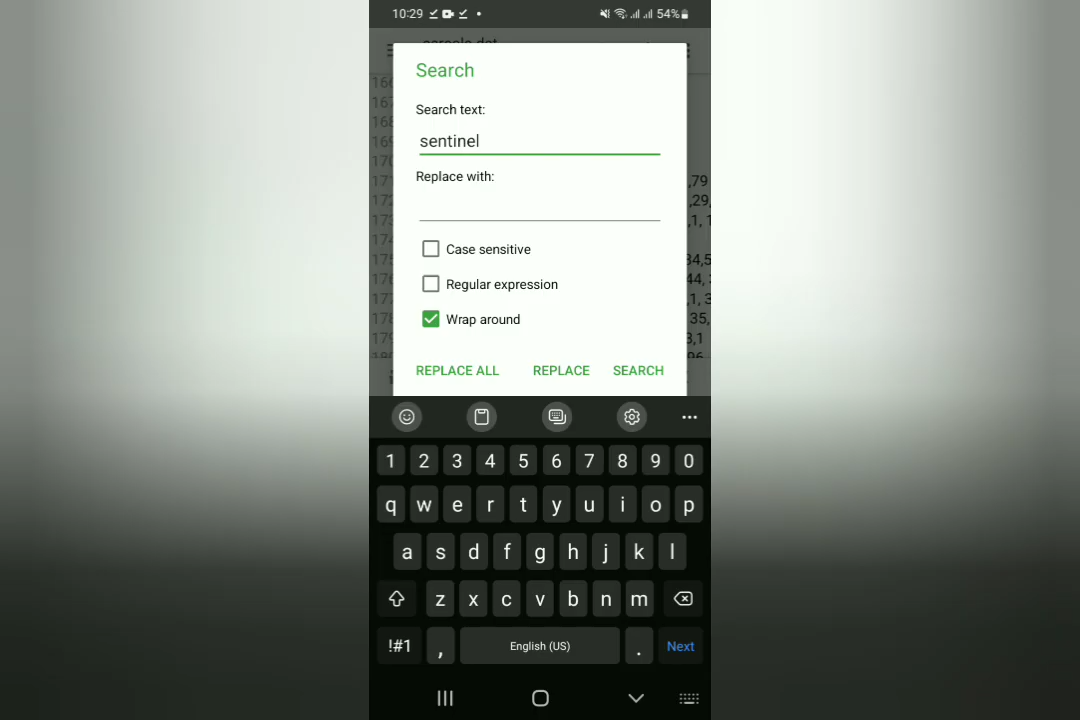 10:29
54%
Search
Search text:
sentinel
Replace with:
Case sensitive
Regular expression
Wrap around
REPLACE ALL REPLACE SEARCH
1 2 3 4 5 6 7 8 9 0
q w e r t y u i o p
a s d f g h j k l
z x c v b n m
!#1 , English (US) . Next